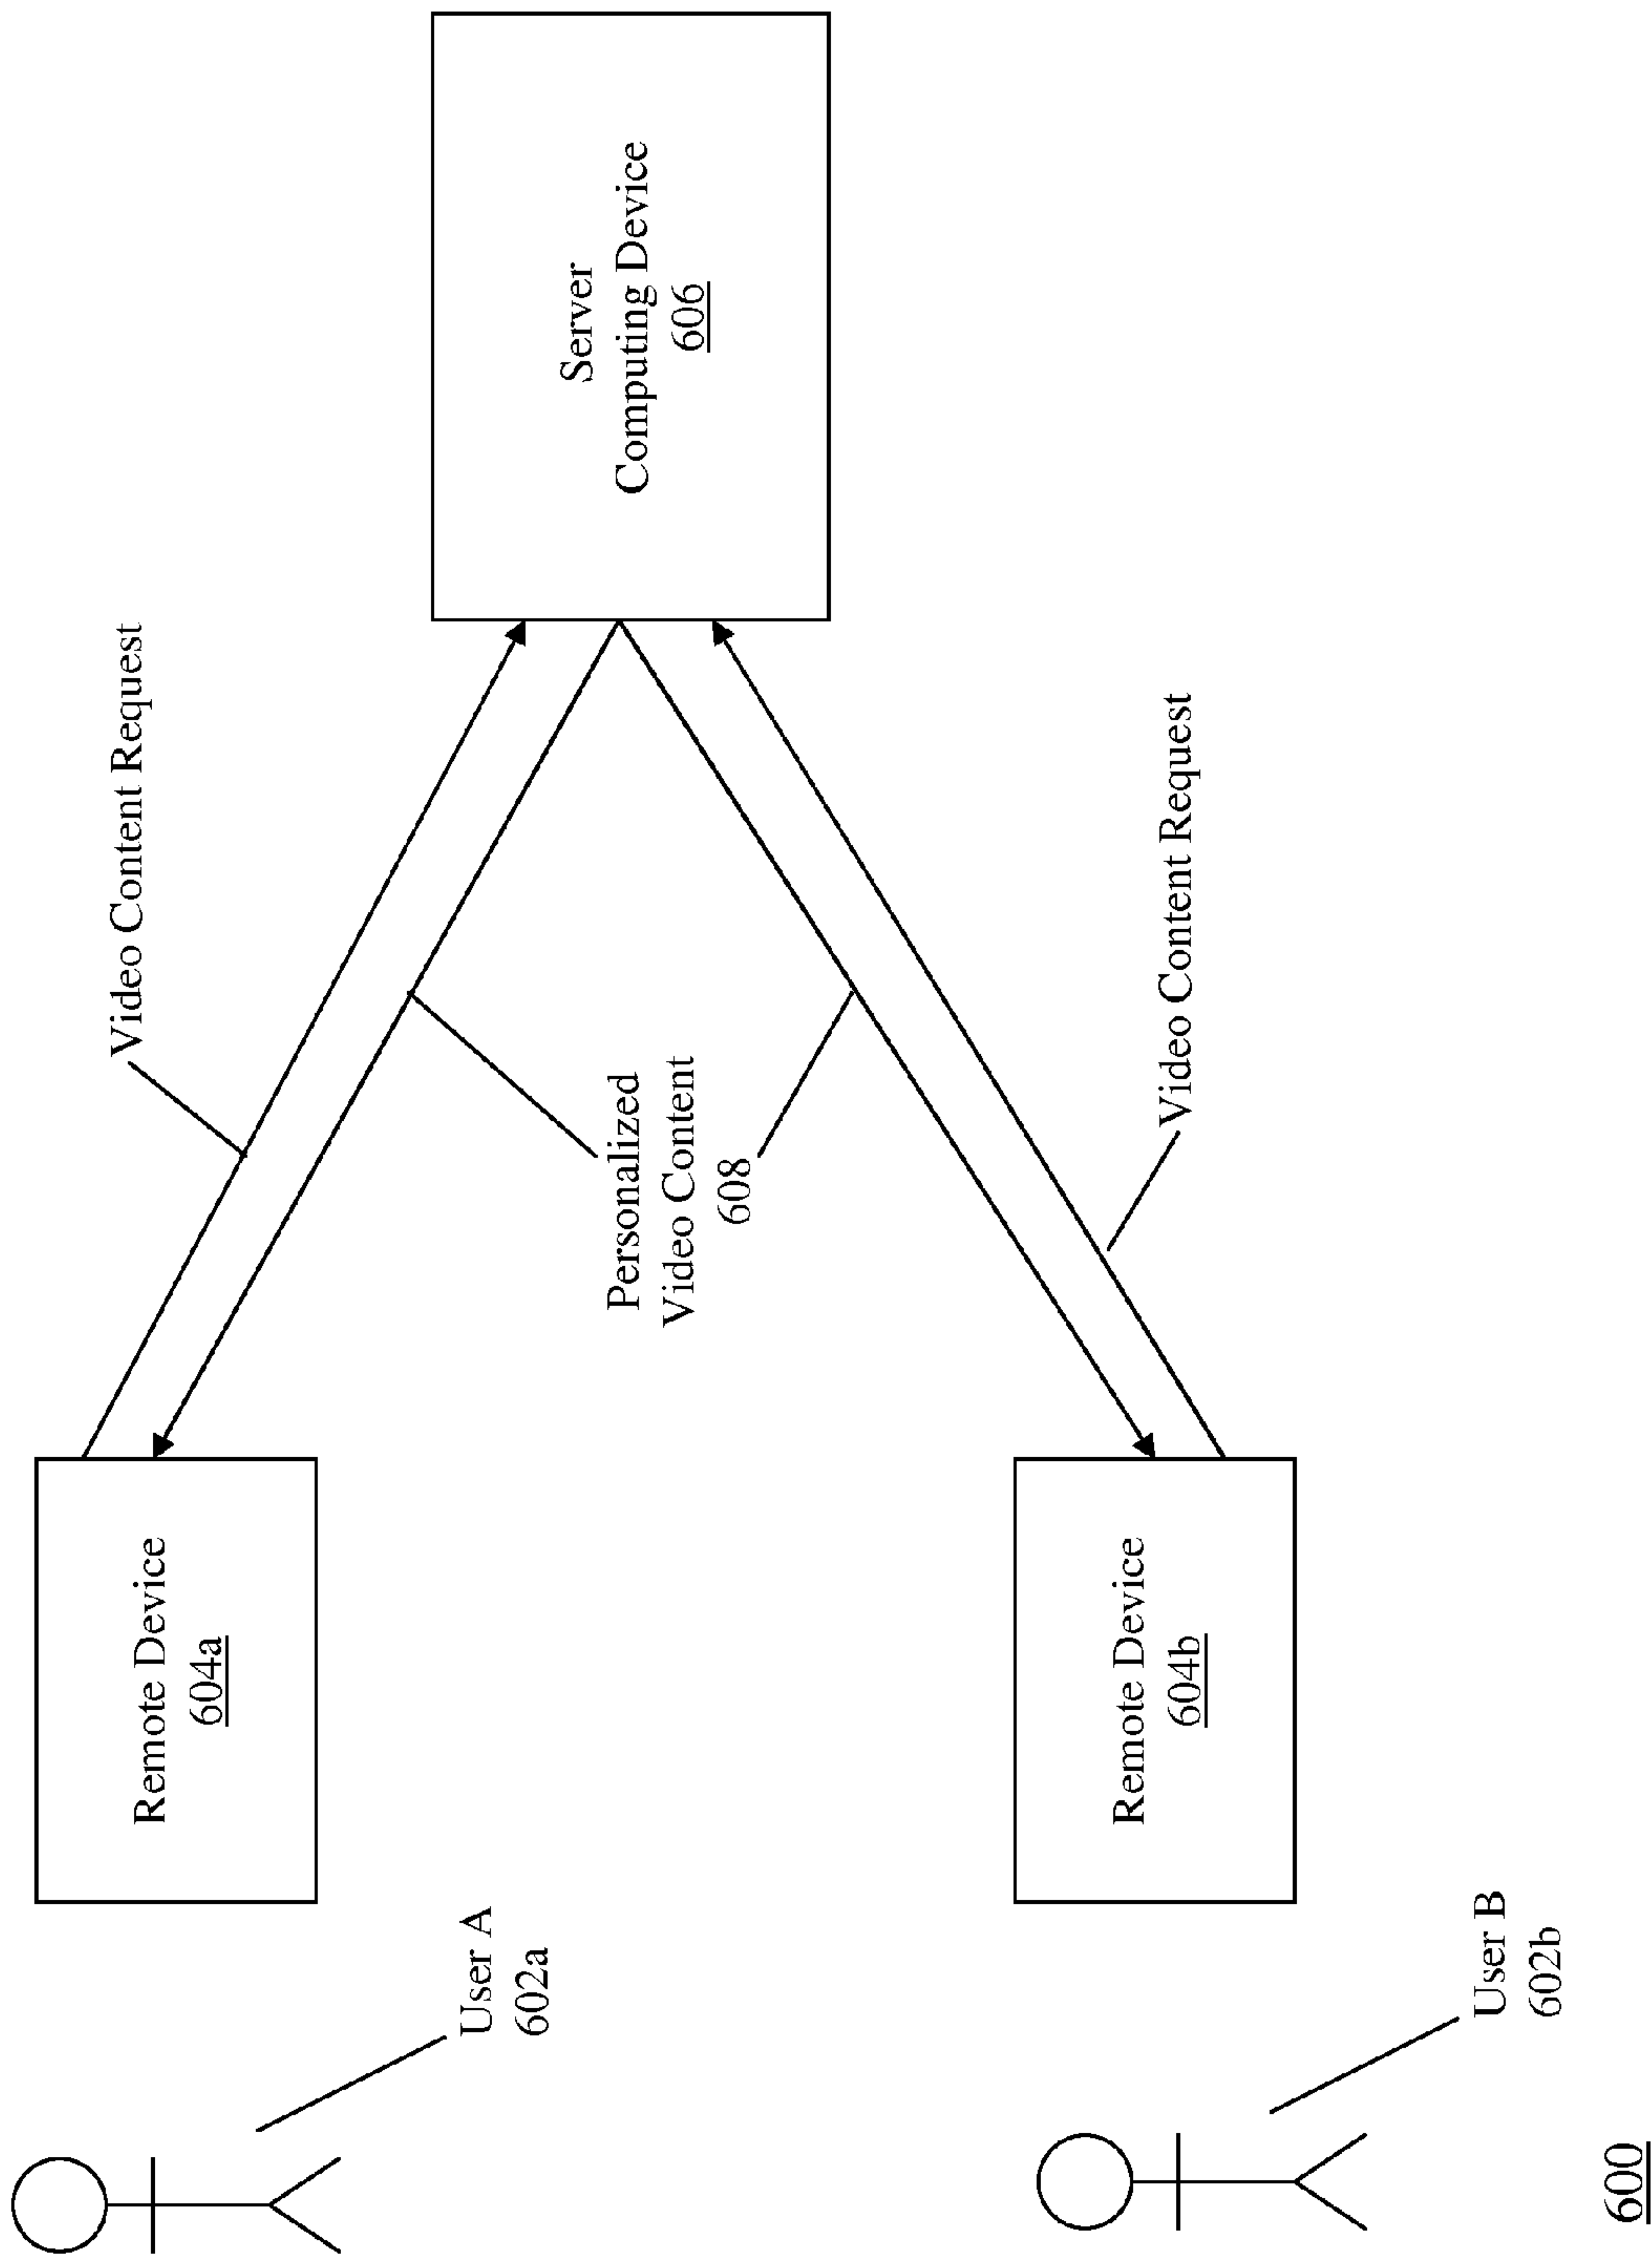 User A
602a
Remote Device
604a
Video Content Request
Personalized
Video Content
608
Server
Computing Device
606
User B
602b
Remote Device
604b
Video Content Request
600